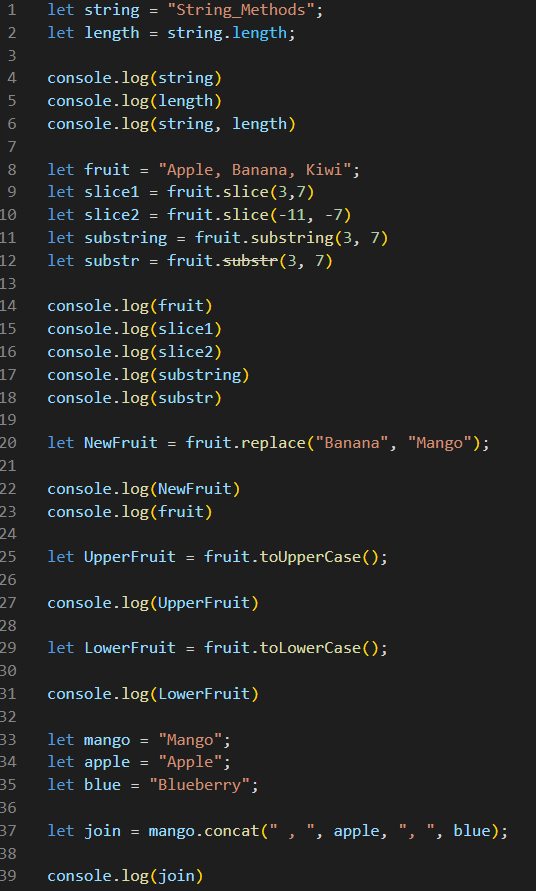 1 let string = "String_Methods";
2 let length = string.length;
3
4 console.log(string)
5 console.log(length)
6 console.log(string, length)
7
8 let fruit = "Apple, Banana, Kiwi";
9 let slice1 = fruit.slice(3,7)
10 let slice2 = fruit.slice(-11, -7)
11 let substring = fruit.substring(3, 7)
12 let substr = fruit.substr(3, 7)
13
14 console.log(fruit)
15 console.log(slice1)
16 console.log(slice2)
17 console.log(substring)
18 console.log(substr)
19
20 let NewFruit = fruit.replace("Banana", "Mango");
21
22 console.log(NewFruit)
23 console.log(fruit)
24
25 let UpperFruit = fruit.toUpperCase();
26
27 console.log(UpperFruit)
28
29 let LowerFruit = fruit.toLowerCase();
30
31 console.log(LowerFruit)
32
33 let mango = "Mango";
34 let apple = "Apple";
35 let blue = "Blueberry";
36
37 let join = mango.concat(" , ", apple, ", ", blue);
38
39 console.log(join)